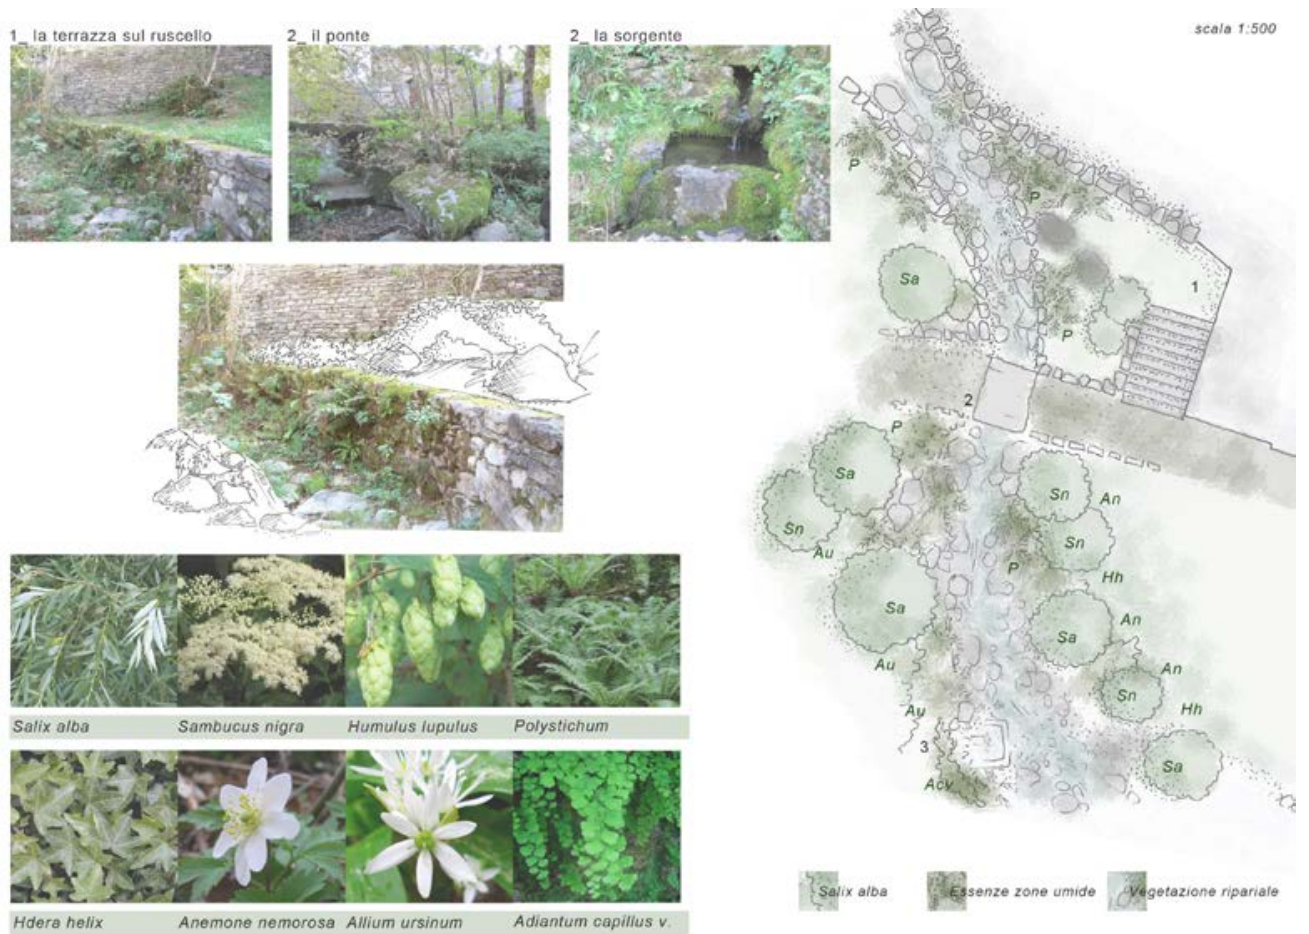 1_ la terrazza sul ruscello
2_ il ponte
2_ la sorgente
scala 1:500
P
P
Sa
1
P
2
P
Sa
Sn
An
Sn
Au
Sn
P
Hh
Sa
An
Sa
Au
An
Sn
Au
Hh
3
Sa
Acv
Salix alba
Sambucus nigra
Humulus lupulus
Polystichum
Hdera helix
Anemone nemorosa
Allium ursinum
Adiantum capillus v.
Salix alba
Essenze zone umide
Vegetazione ripariale